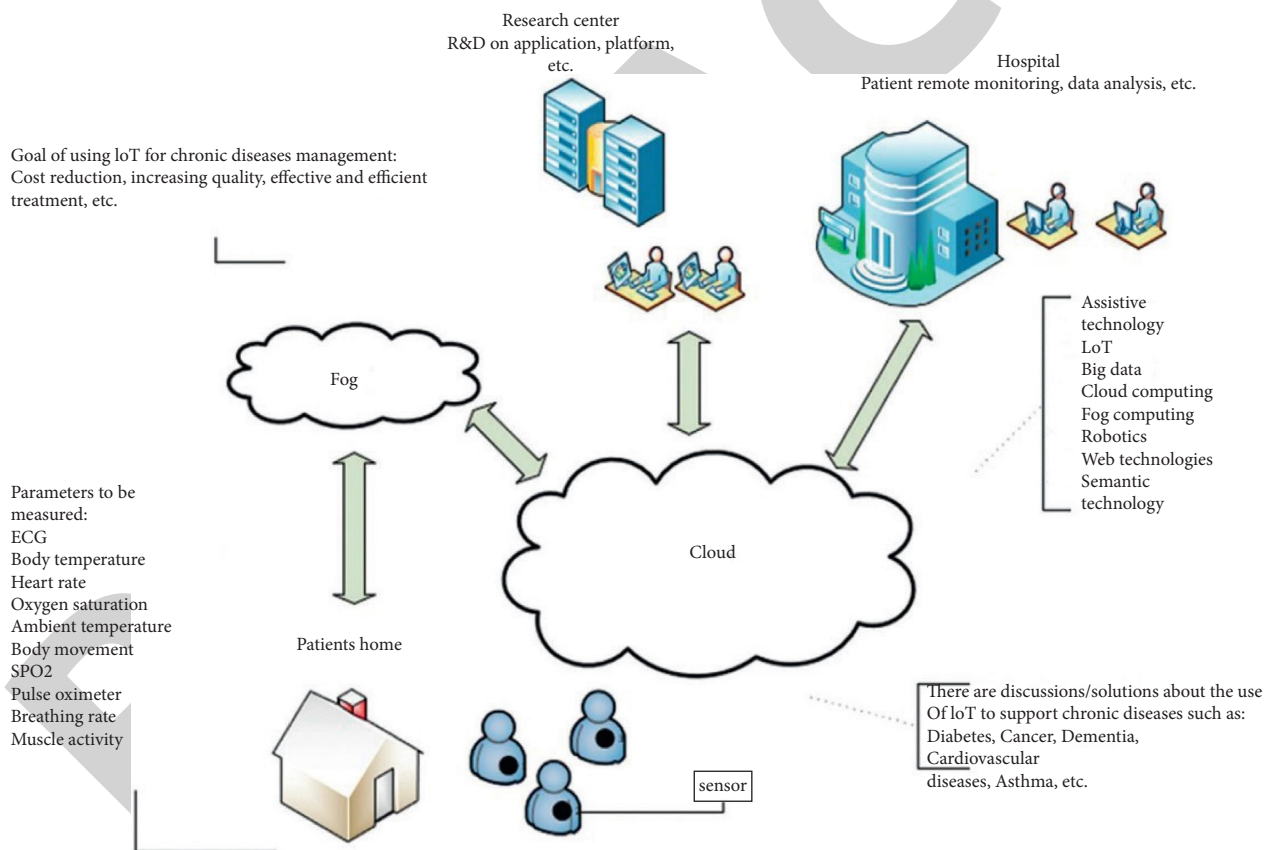 Research center
R&D on application, platform,
etc.
Hospital
Patient remote monitoring, data analysis, etc.
Goal of using loT for chronic diseases management:
Cost reduction, increasing quality, effective and efficient
treatment, etc.
Assistive
technology
LoT
Big data
Cloud computing
Fog computing
Robotics
Web technologies
Semantic
technology
Fog
Cloud
Parameters to be
measured:
ECG
Body temperature
Heart rate
Oxygen saturation
Ambient temperature
Body movement
SPO2
Pulse oximeter
Breathing rate
Muscle activity
Patients home
sensor
There are discussions/solutions about the use
Of loT to support chronic diseases such as:
Diabetes, Cancer, Dementia,
Cardiovascular
diseases, Asthma, etc.